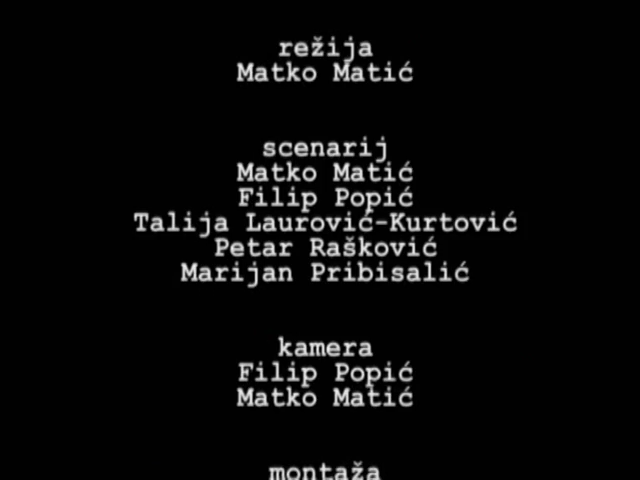 režija
Matko Matić
scenarij
Matko Matić
Filip Popić
Talija Laurović-Kurtović
Petar Rašković
Marijan Pribisalić
kamera
Filip Popić
Matko Matić
montaža